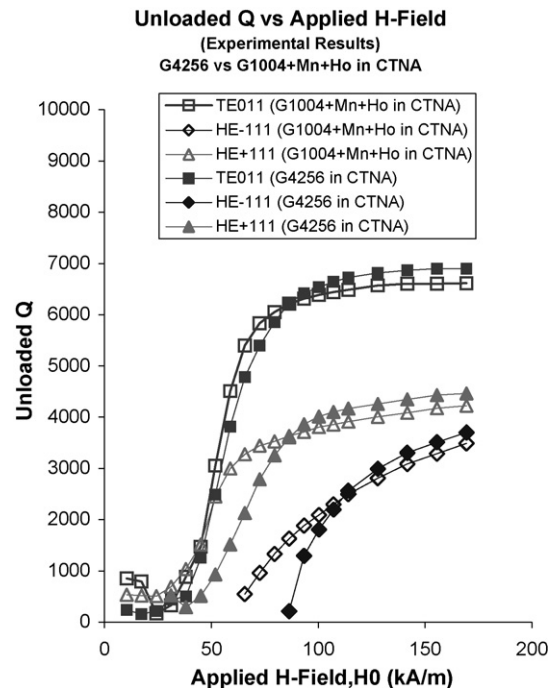 Unloaded Q vs Applied H-Field
(Experimental Results)
G4256 vs G1004+Mn+Ho in CTNA
TE011 (G1004+Mn+Ho in CTNA)
HE-111 (G1004+Mn+Ho in CTNA)
HE+111 (G1004+Mn+Ho in CTNA)
TE011 (G4256 in CTNA)
HE-111 (G4256 in CTNA)
HE+111 (G4256 in CTNA)
Unloaded Q
10000
9000
8000
7000
6000
5000
4000
3000
2000
1000
0
0 50 100 150 200
Applied H-Field,H0 (kA/m)